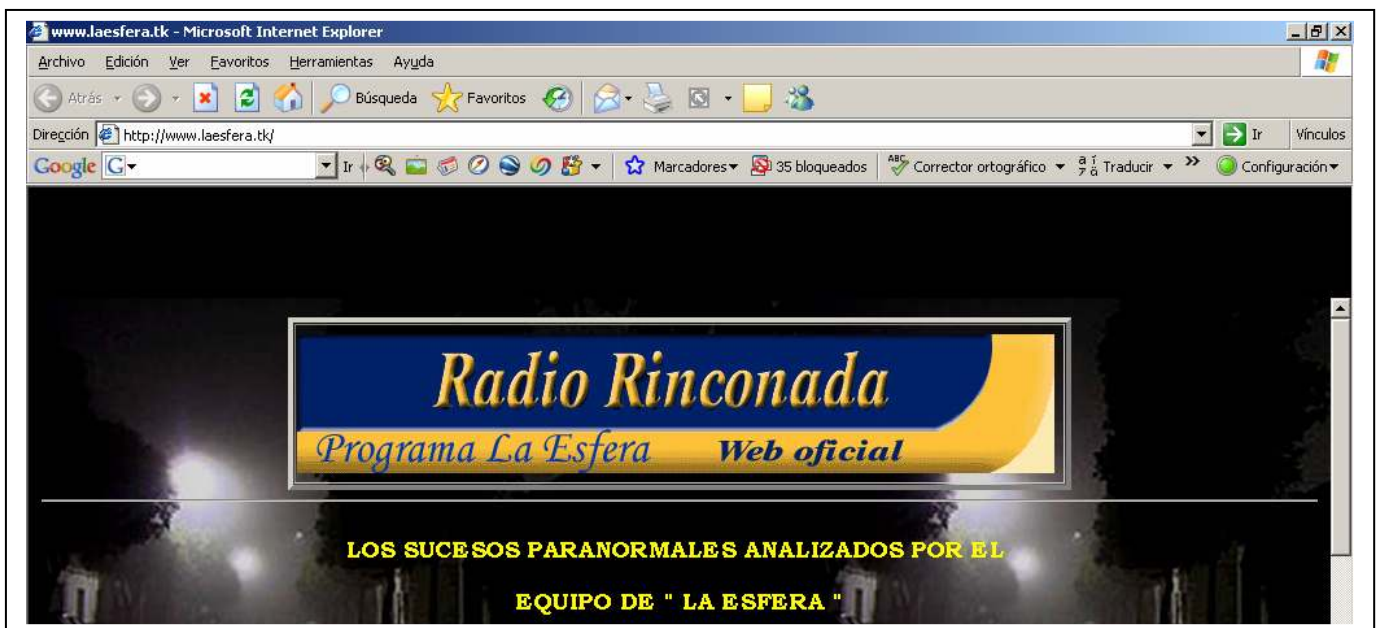 www.laesfera.tk - Microsoft Internet Explorer
Archivo Edición Ver Favoritos Herramientas Ayuda
Atrás Búsqueda Favoritos
Dirección http://www.laesfera.tk/ Ir Vínculos
Google G Ir Marcadores 35 bloqueados ABC Corrector ortográfico Traducir » Configuración
Radio Rinconada
Programa La Esfera Web oficial
LOS SUCESOS PARANORMALES ANALIZADOS POR EL
EQUIPO DE " LA ESFERA "